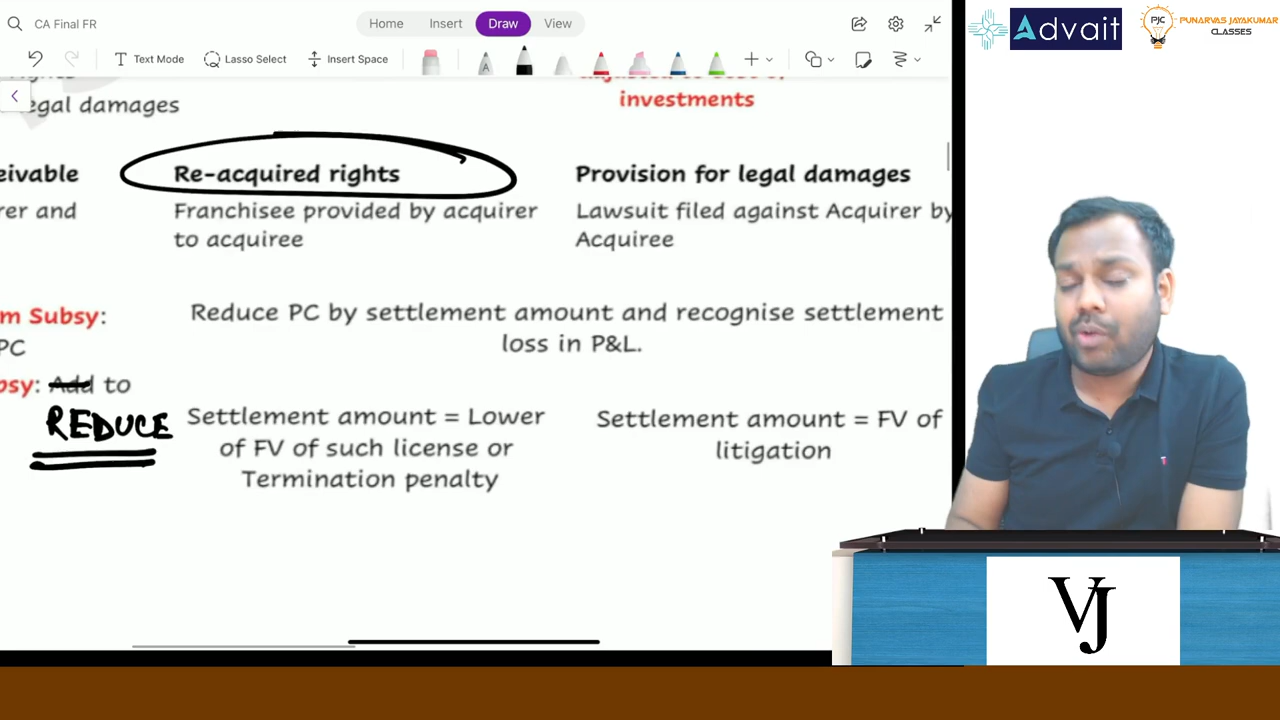 CA Final FR
Home
Insert
Draw
View
Text Mode
Lasso Select
Insert Space
Advait
PJC
PUNARVAS JAYAKUMAR
CLASSES
egal damages
investments
eivable
Re-acquired rights
Provision for legal damages
rer and
Franchisee provided by acquirer
to acquiree
Lawsuit filed against Acquirer by
Acquiree
m Subsy:
PC
Reduce PC by settlement amount and recognise settlement
loss in P&L.
bsy: Add to
REDUCE
Settlement amount = Lower
of FV of such license or
Termination penalty
Settlement amount = FV of
litigation
VJ